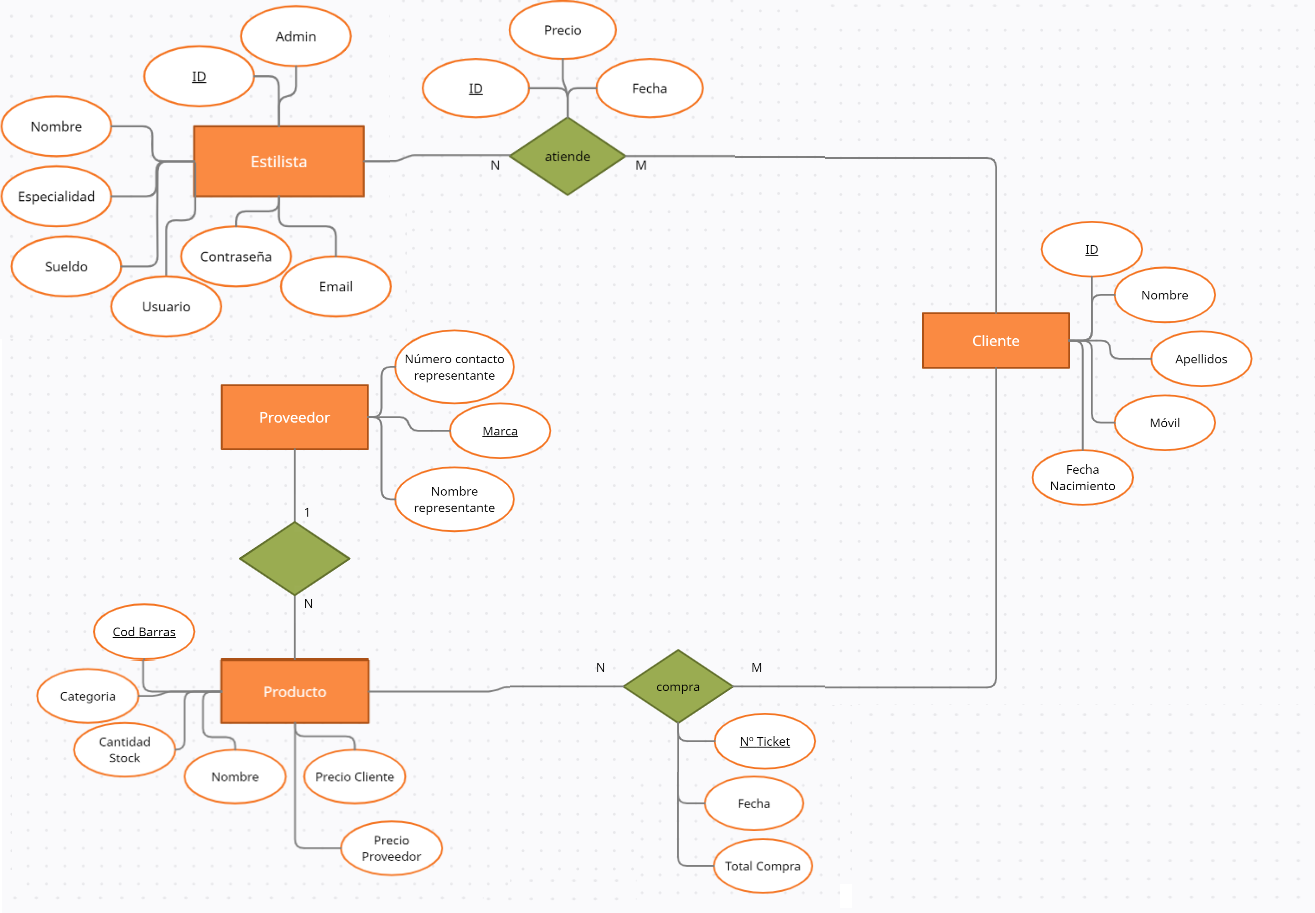 Admin
ID
Nombre
Especialidad
Sueldo
Usuario
Contraseña
Email
Estilista
Precio
ID
Fecha
atiende
N
M
ID
Nombre
Apellidos
Móvil
Fecha
Nacimiento
Cliente
Número contacto
representante
Marca
Nombre
representante
Proveedor
1
N
Cod Barras
Categoria
Cantidad
Stock
Nombre
Precio Cliente
Precio
Proveedor
Producto
N
M
compra
Nº Ticket
Fecha
Total Compra